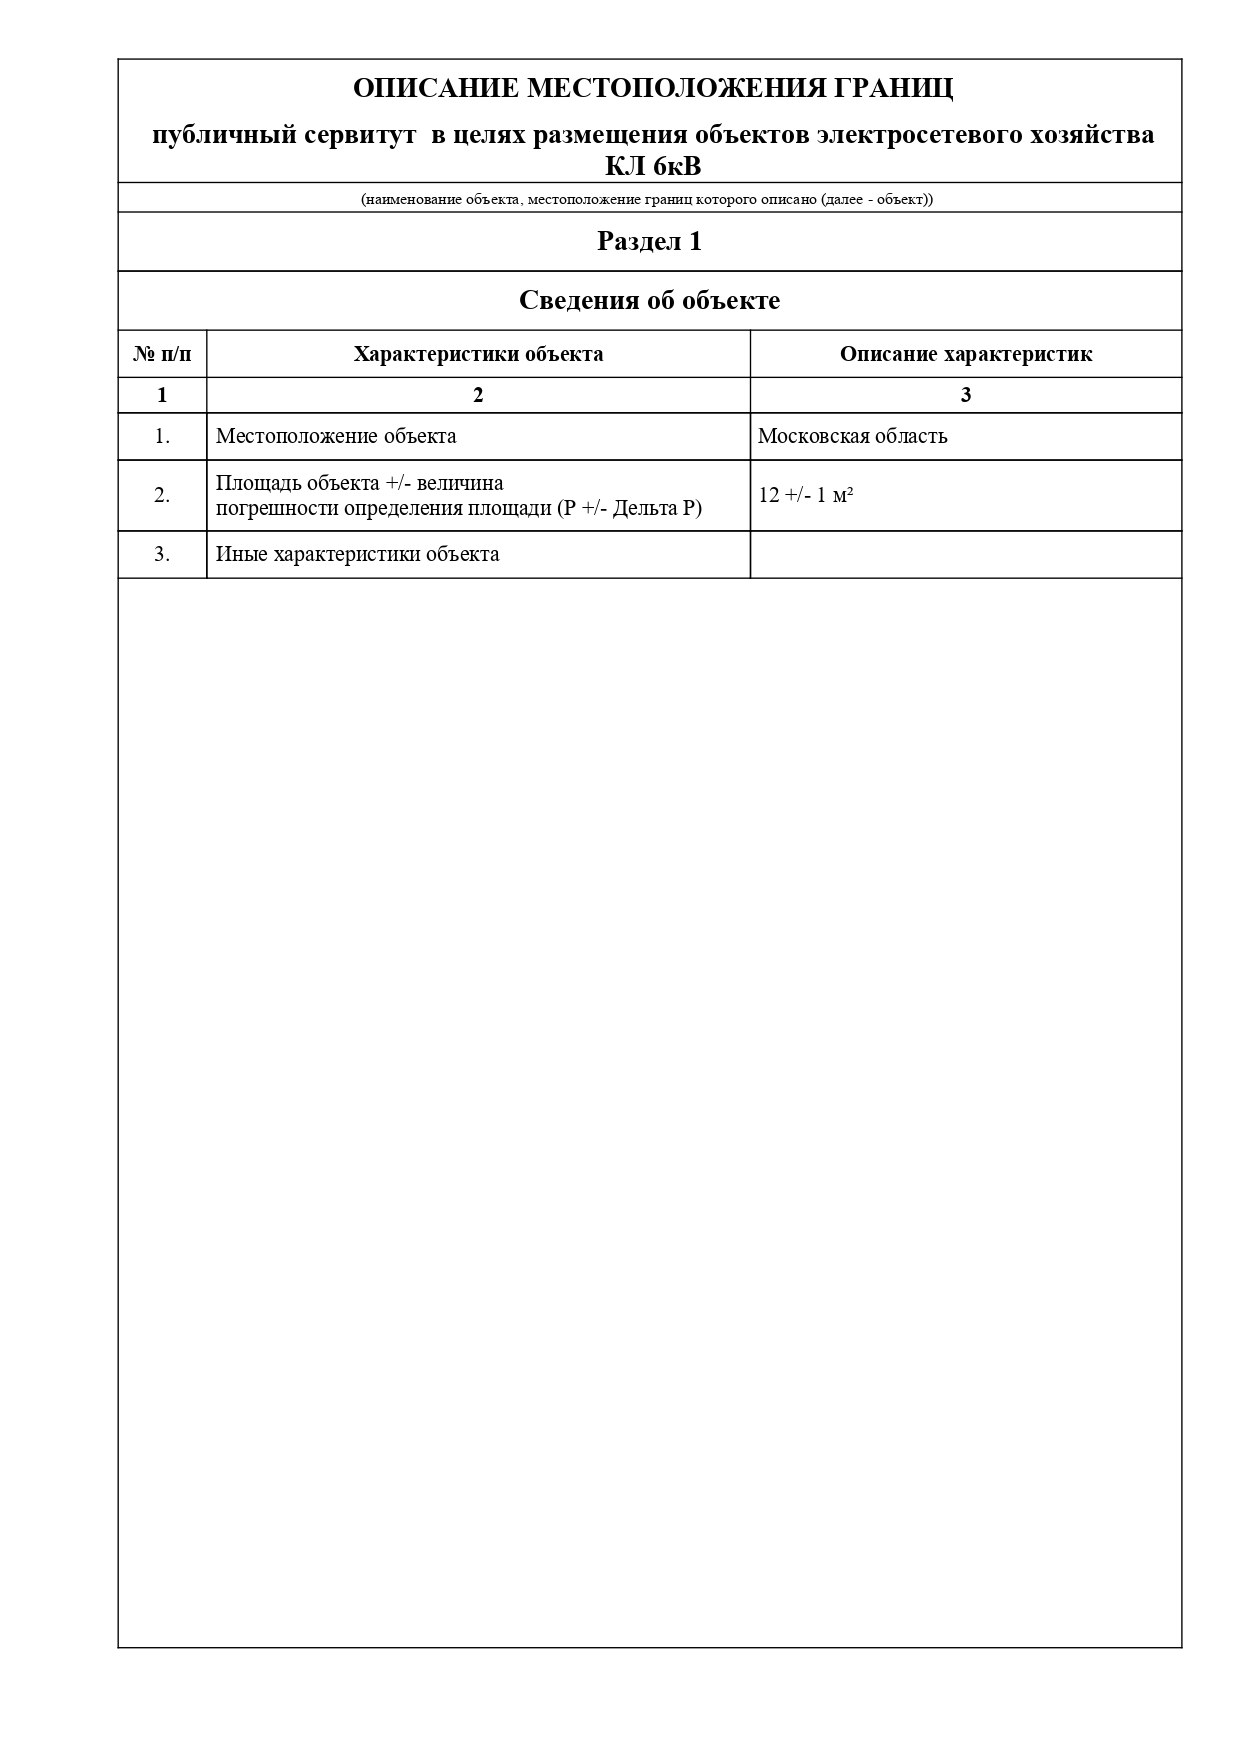 ОПИСАНИЕ МЕСТОПОЛОЖЕНИЯ ГРАНИЦ
публичный сервитут  в целях размещения объектов электросетевого хозяйства
КЛ 6кВ
(наименование объекта, местоположение границ которого описано (далее - объект))
Раздел 1
Сведения об объекте
№ п/п Характеристики объекта Описание характеристик
1 2 3
1. Местоположение объекта Московская область
2. Площадь объекта +/- величина
погрешности определения площади (P +/- Дельта P) 12 +/- 1 м²
3. Иные характеристики объекта